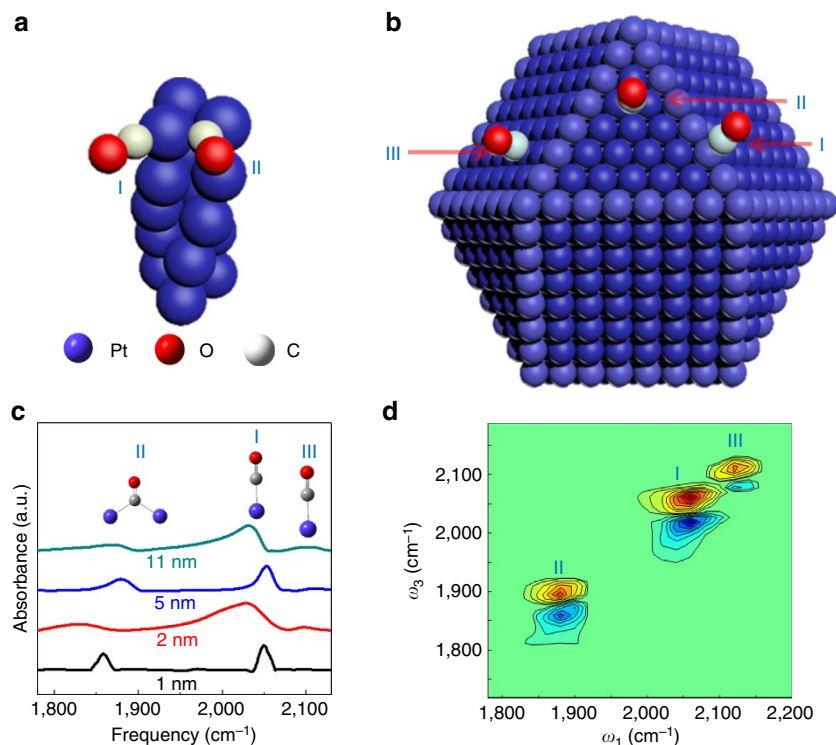 a
I
II
Pt
O
C
b
II
I
III
c
II
I
III
11 nm
5 nm
2 nm
1 nm
Absorbance (a.u.)
1,800 1,900 2,000 2,100
Frequency (cm⁻¹)
d
III
I
II
2,100
2,000
1,900
1,800
ω₃ (cm⁻¹)
1,800 1,900 2,000 2,100 2,200
ω₁ (cm⁻¹)